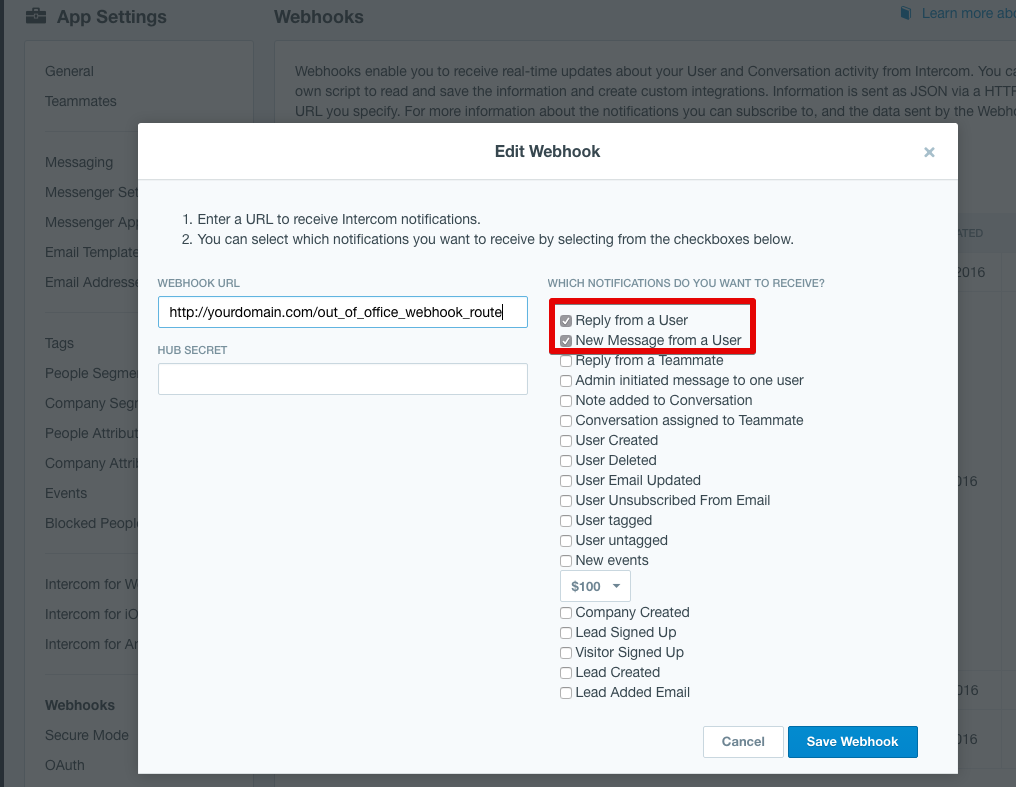 App Settings
Webhooks
Learn more abo
General
Teammates
Webhooks enable you to receive real-time updates about your User and Conversation activity from Intercom. You ca
own script to read and save the information and create custom integrations. Information is sent as JSON via a HTTP
URL you specify. For more information about the notifications you can subscribe to, and the data sent by the Webho
Messaging
Messenger Set
Messenger App
Email Template
Email Addresse
Tags
People Segme
Company Segr
People Attribut
Company Attrib
Events
Blocked People
Intercom for W
Intercom for iO
Intercom for Ar
Webhooks
Secure Mode
OAuth
Edit Webhook
×
1. Enter a URL to receive Intercom notifications.
2. You can select which notifications you want to receive by selecting from the checkboxes below.
WEBHOOK URL
http://yourdomain.com/out_of_office_webhook_route
HUB SECRET
WHICH NOTIFICATIONS DO YOU WANT TO RECEIVE?
Reply from a User
New Message from a User
Reply from a Teammate
Admin initiated message to one user
Note added to Conversation
Conversation assigned to Teammate
User Created
User Deleted
User Email Updated
User Unsubscribed From Email
User tagged
User untagged
New events
$100
Company Created
Lead Signed Up
Visitor Signed Up
Lead Created
Lead Added Email
Cancel
Save Webhook
ATED
2016
016
016
016